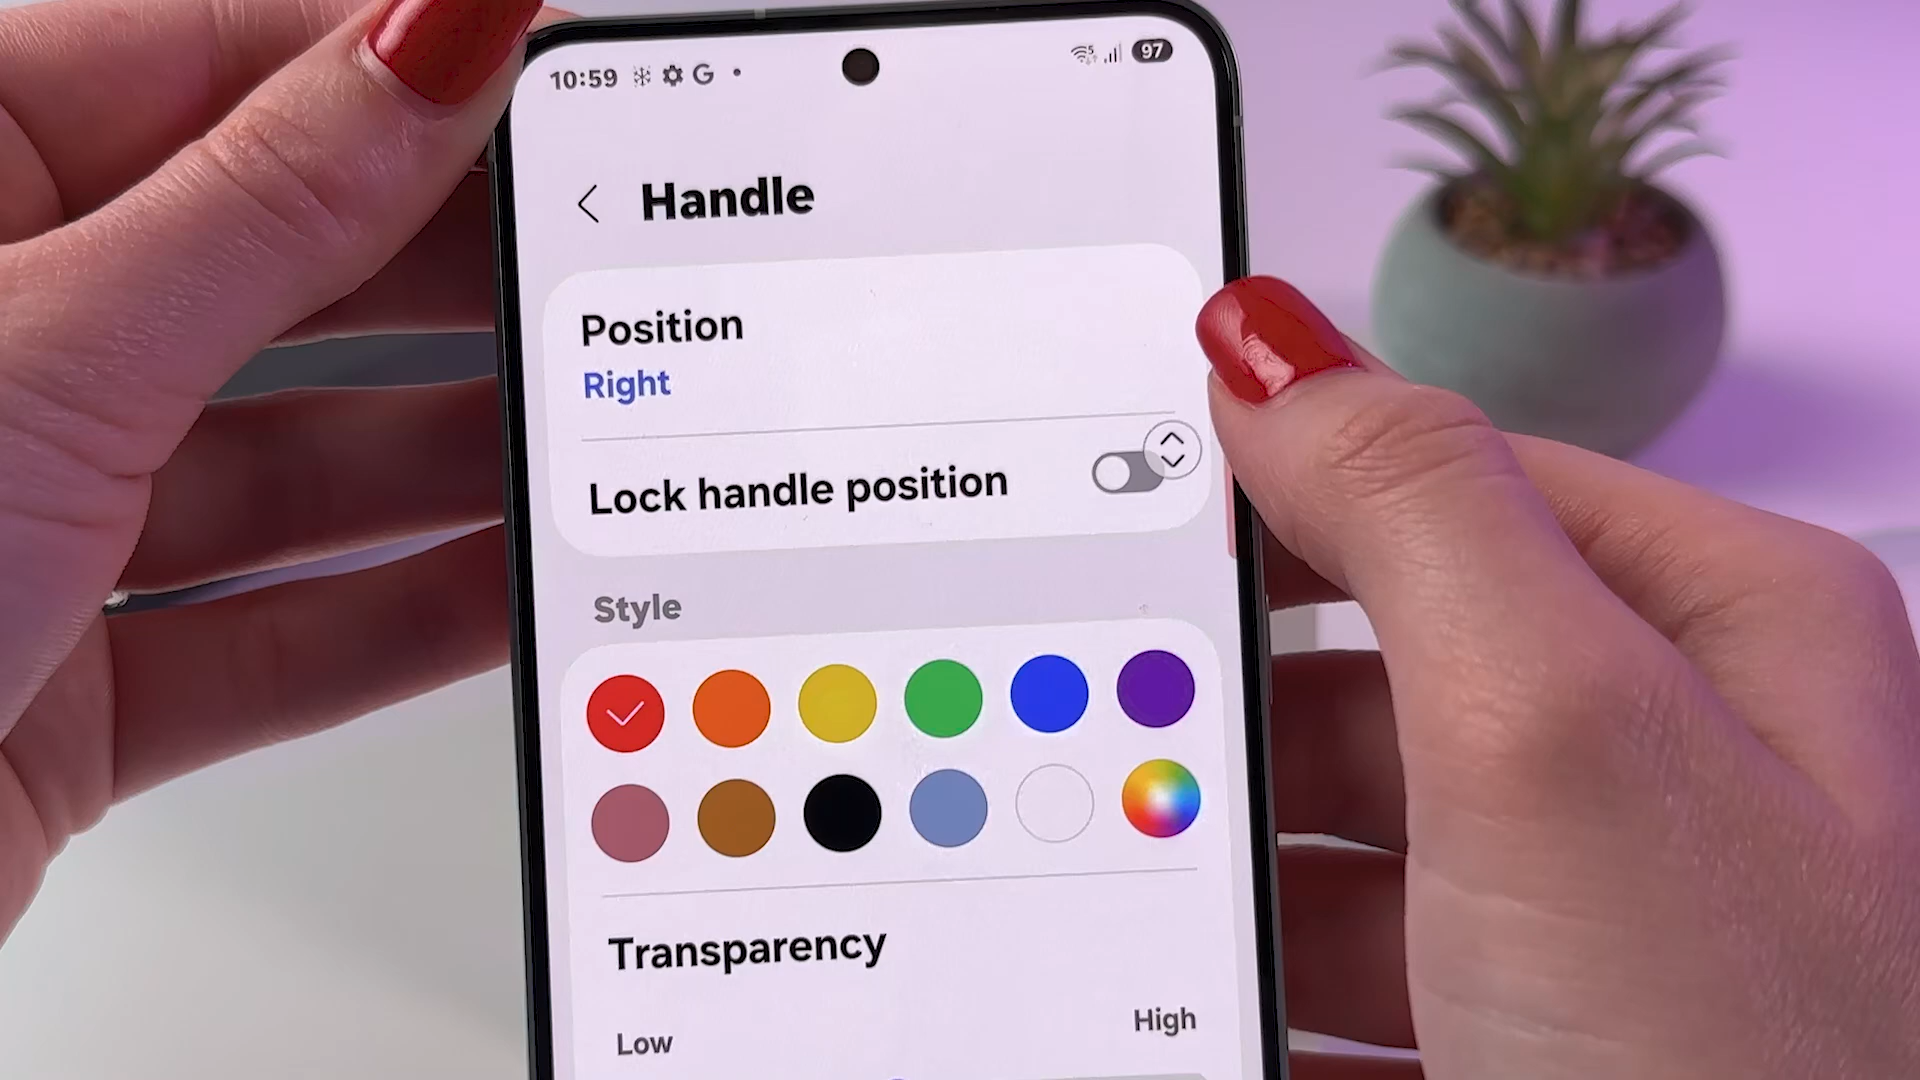 10:59 G 97
Handle
Position
Right
Lock handle position
Style
Transparency
Low High